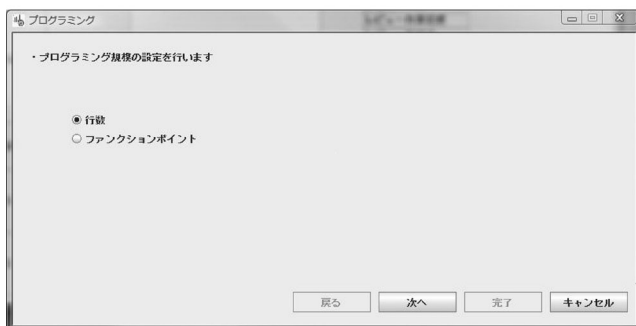 プログラミング
・プログラミング規模の設定を行います
行数
ファンクションポイント
戻る
次へ
完了
キャンセル